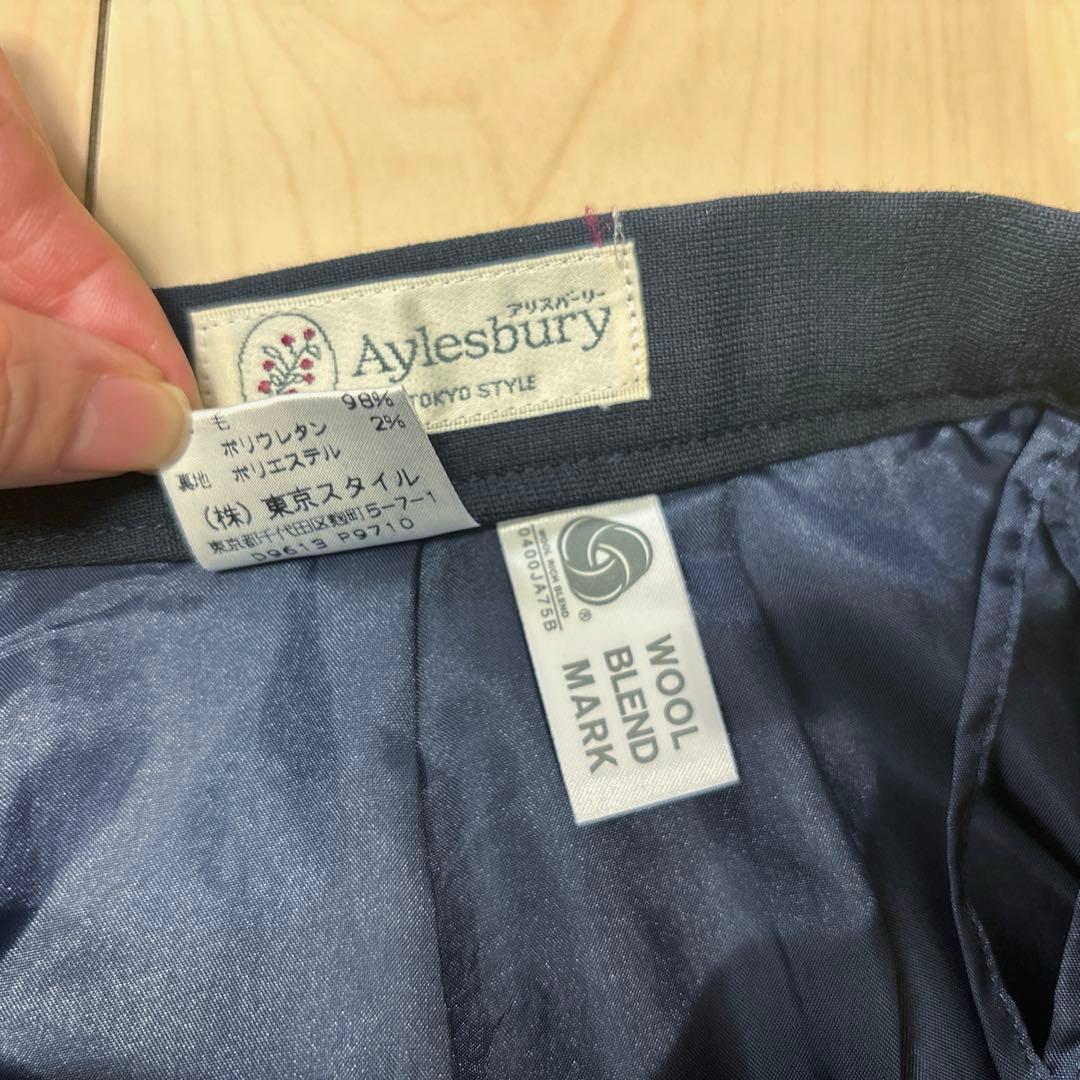 アリスバーリー
Aylesbury
TOKYO STYLE
毛 98%
ポリウレタン 2%
裏地 ポリエステル
(株)東京スタイル
東京都千代田区麴町5-7-1
D9613 P9710
WOOL RICH BLEND
0400JA75B
®
WOOL
BLEND
MARK